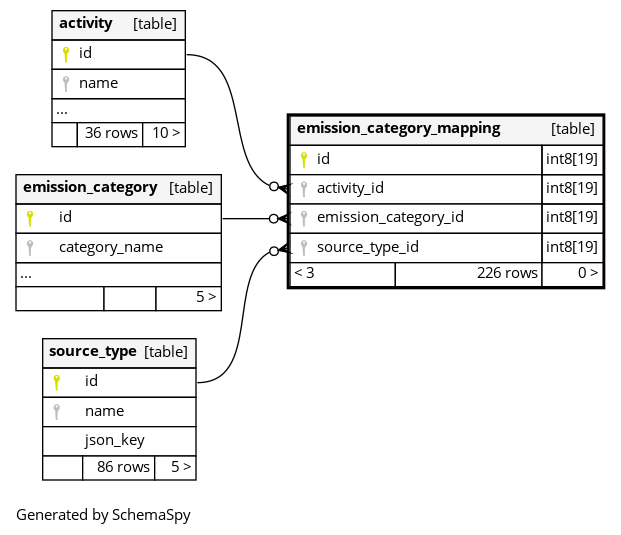 activity [table]
id
name
...
36 rows 10 >
emission_category_mapping [table]
id int8[19]
activity_id int8[19]
emission_category_id int8[19]
source_type_id int8[19]
< 3 226 rows 0 >
emission_category [table]
id
category_name
...
5 >
source_type [table]
id
name
json_key
86 rows 5 >
Generated by SchemaSpy